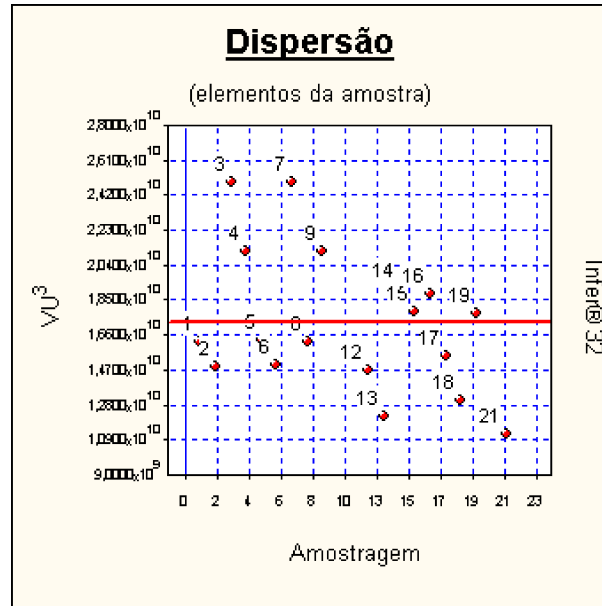 Dispersão
(elementos da amostra)
2,8000x10^10
2,6100x10^10
2,4200x10^10
2,2300x10^10
2,0400x10^10
1,8500x10^10
1,6600x10^10
1,4700x10^10
1,2800x10^10
1,0900x10^10
9,0000x10^9
VU³
3
7
4
9
14
16
15
19
1
5
8
2
6
12
17
13
18
21
0 2 4 6 8 10 13 15 17 19 21 23
Amostragem
Infer@ 32